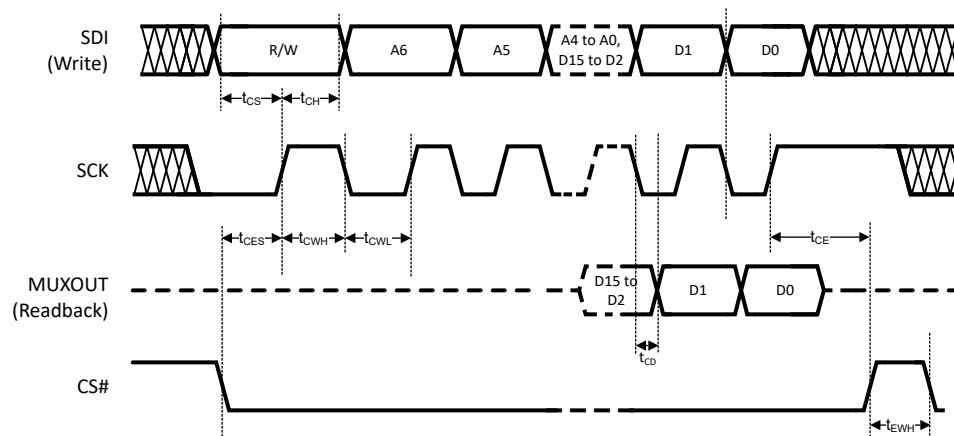 SDI
(Write)
R/W
A6
A5
A4 to A0,
D15 to D2
D1
D0
tCS
tCH
SCK
tCES
tCWH
tCWL
tCE
MUXOUT
(Readback)
D15 to
D2
D1
D0
tCD
CS#
tEWH